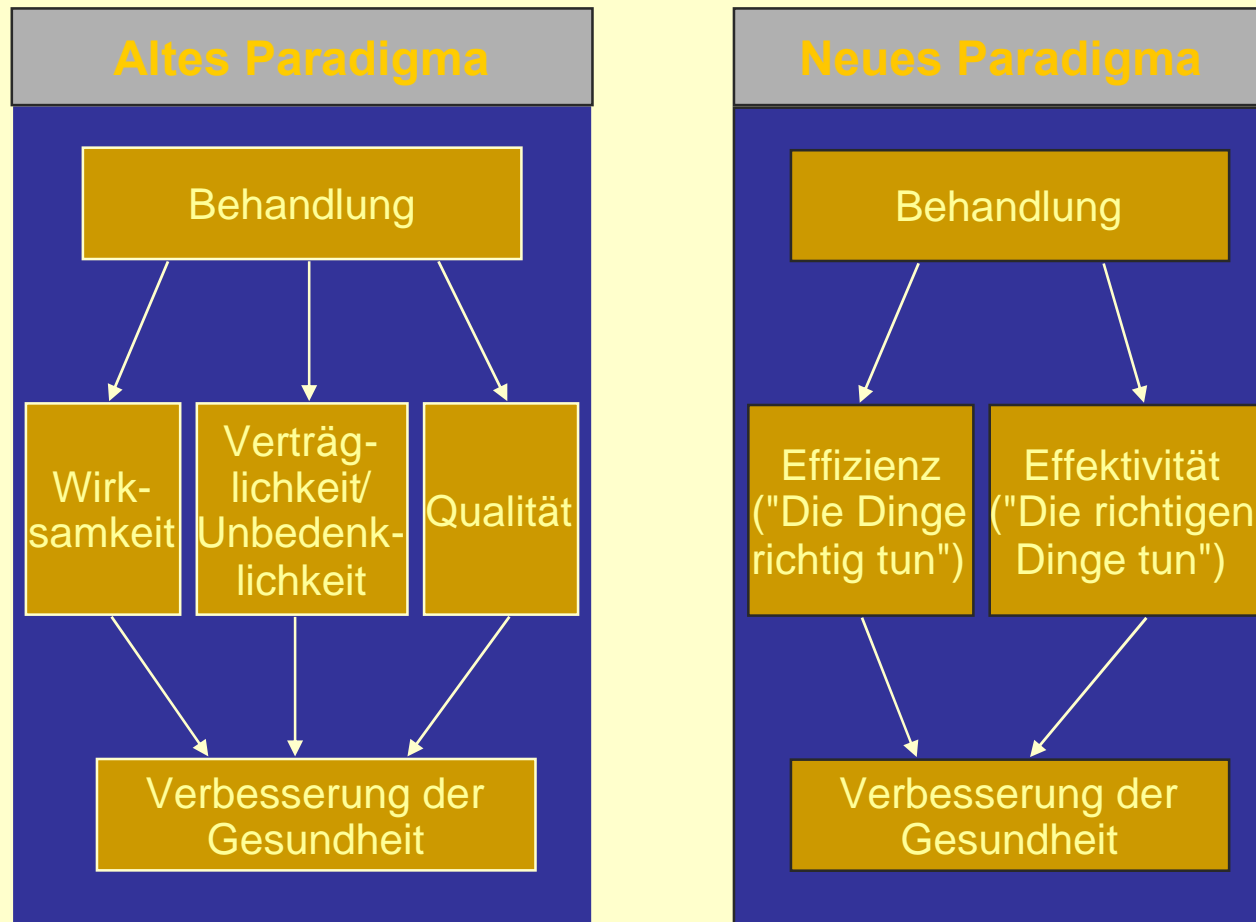 Altes Paradigma
Behandlung
Wirk-
samkeit
Verträg-
lichkeit/
Unbedenk-
lichkeit
Qualität
Verbesserung der
Gesundheit
Neues Paradigma
Behandlung
Effizienz
("Die Dinge
richtig tun")
Effektivität
("Die richtigen
Dinge tun")
Verbesserung der
Gesundheit